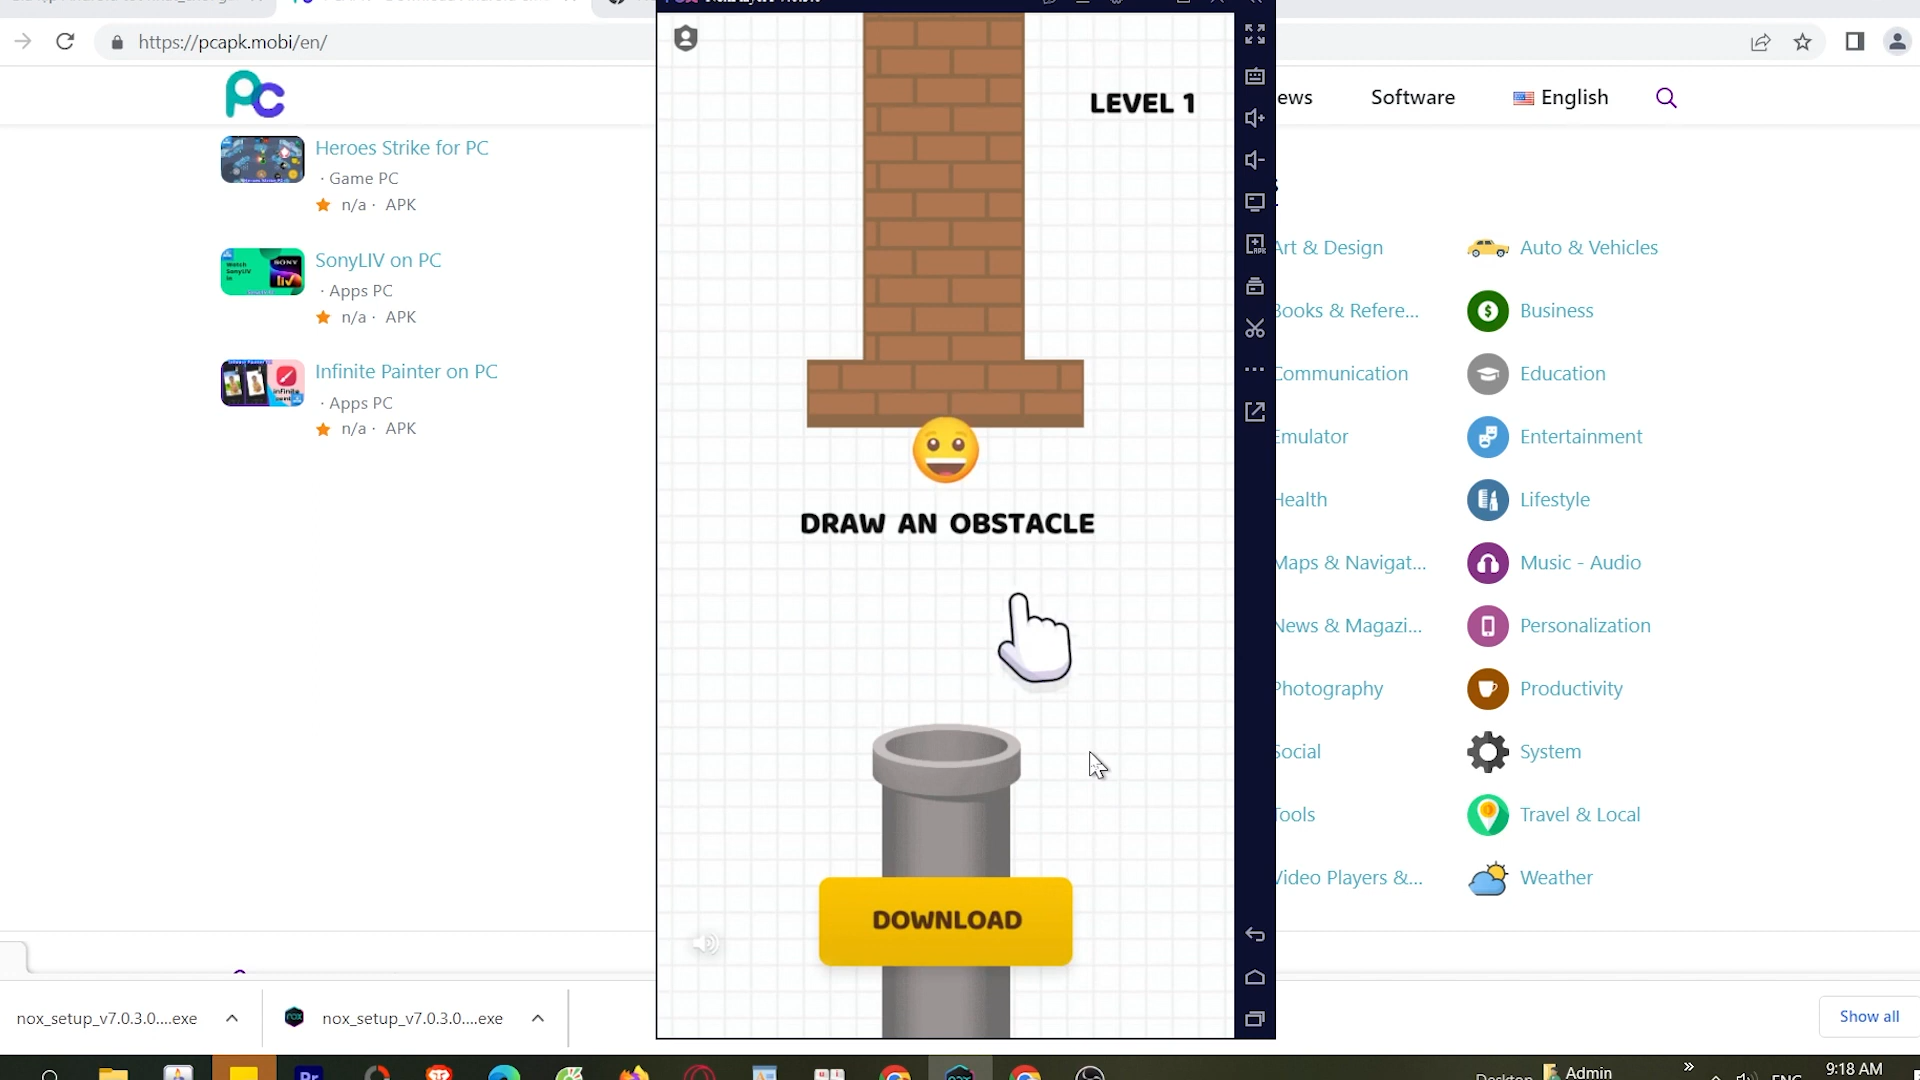 https://pcapk.mobi/en/
PC
ews
Software
English
Heroes Strike for PC
· Game PC
n/a · APK
SonyLIV on PC
· Apps PC
n/a · APK
Infinite Painter on PC
· Apps PC
n/a · APK
LEVEL 1
DRAW AN OBSTACLE
DOWNLOAD
Art & Design
Auto & Vehicles
Books & Refere...
Business
Communication
Education
Emulator
Entertainment
Health
Lifestyle
Maps & Navigat...
Music - Audio
News & Magazi...
Personalization
Photography
Productivity
Social
System
Tools
Travel & Local
Video Players &...
Weather
nox_setup_v7.0.3.0....exe
nox_setup_v7.0.3.0....exe
Show all
Pr
Desktop
Admin
ENG
9:18 AM